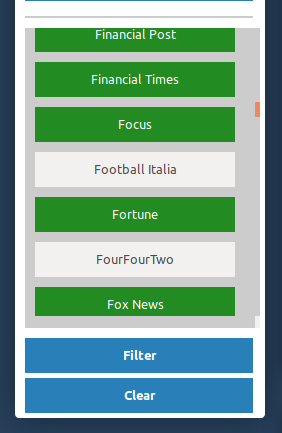 Financial Post
Financial Times
Focus
Football Italia
Fortune
FourFourTwo
Fox News
Filter
Clear